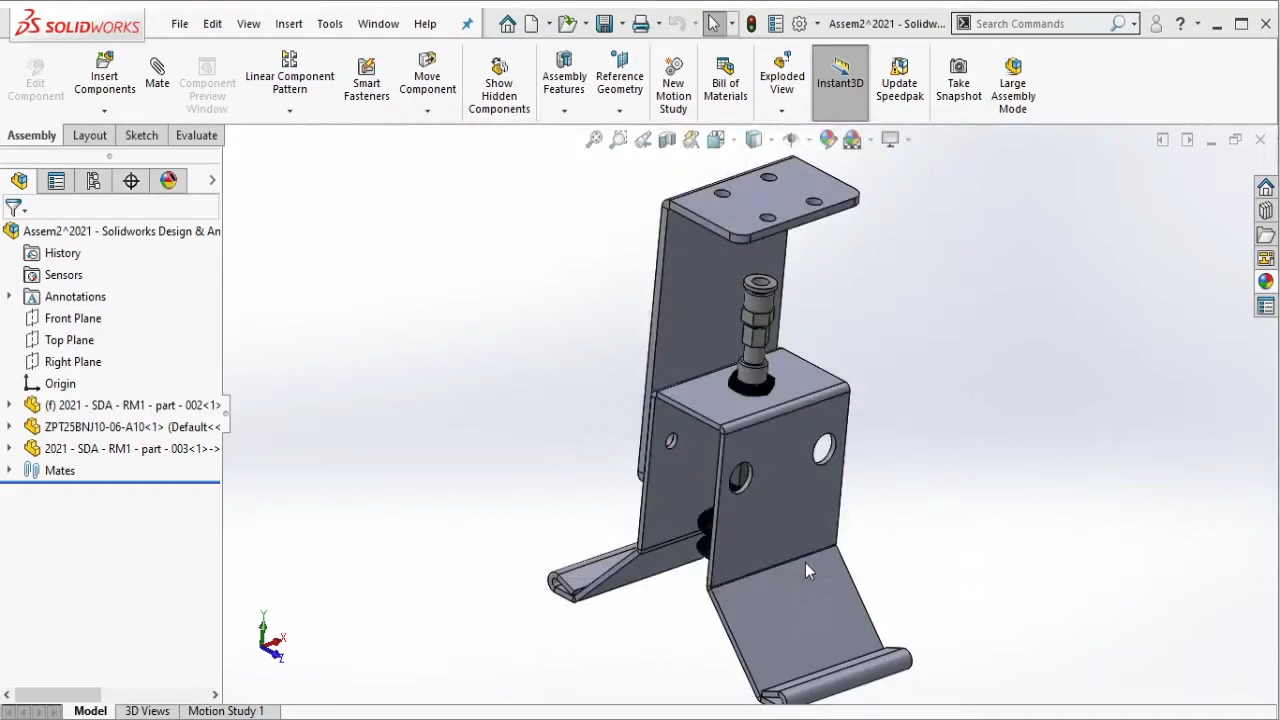 SOLIDWORKS
File Edit View Insert Tools Window Help
Assem2^2021 - Solidw...
Search Commands
?
Edit Component
Insert Components
Mate
Component Preview Window
Linear Component Pattern
Smart Fasteners
Move Component
Show Hidden Components
Assembly Features
Reference Geometry
New Motion Study
Bill of Materials
Exploded View
Instant3D
Update Speedpak
Take Snapshot
Large Assembly Mode
Assembly Layout Sketch Evaluate
Assem2^2021 - Solidworks Design & An
History
Sensors
Annotations
Front Plane
Top Plane
Right Plane
Origin
(f) 2021 - SDA - RM1 - part - 002<1>
ZPT25BNJ10-06-A10<1> (Default<<
2021 - SDA - RM1 - part - 003<1>->
Mates
Y
X
Z
Model 3D Views Motion Study 1